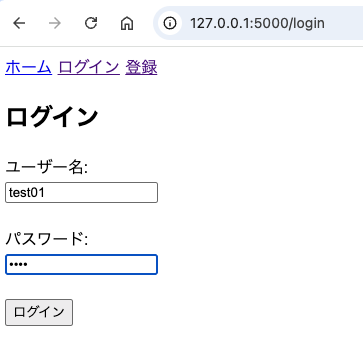 127.0.0.1:5000/login
ホーム ログイン 登録
ログイン
ユーザー名:
test01
パスワード:
••••
ログイン